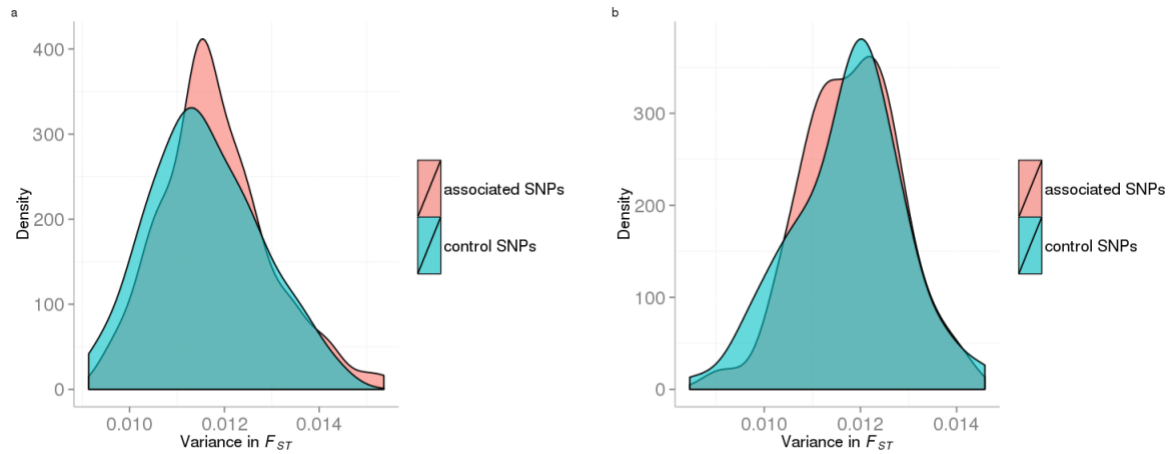 a
400
300
200
100
0
Density
0.010
0.012
0.014
Variance in F_ST
associated SNPs
control SNPs
b
300
200
100
0
Density
0.010
0.012
0.014
Variance in F_ST
associated SNPs
control SNPs